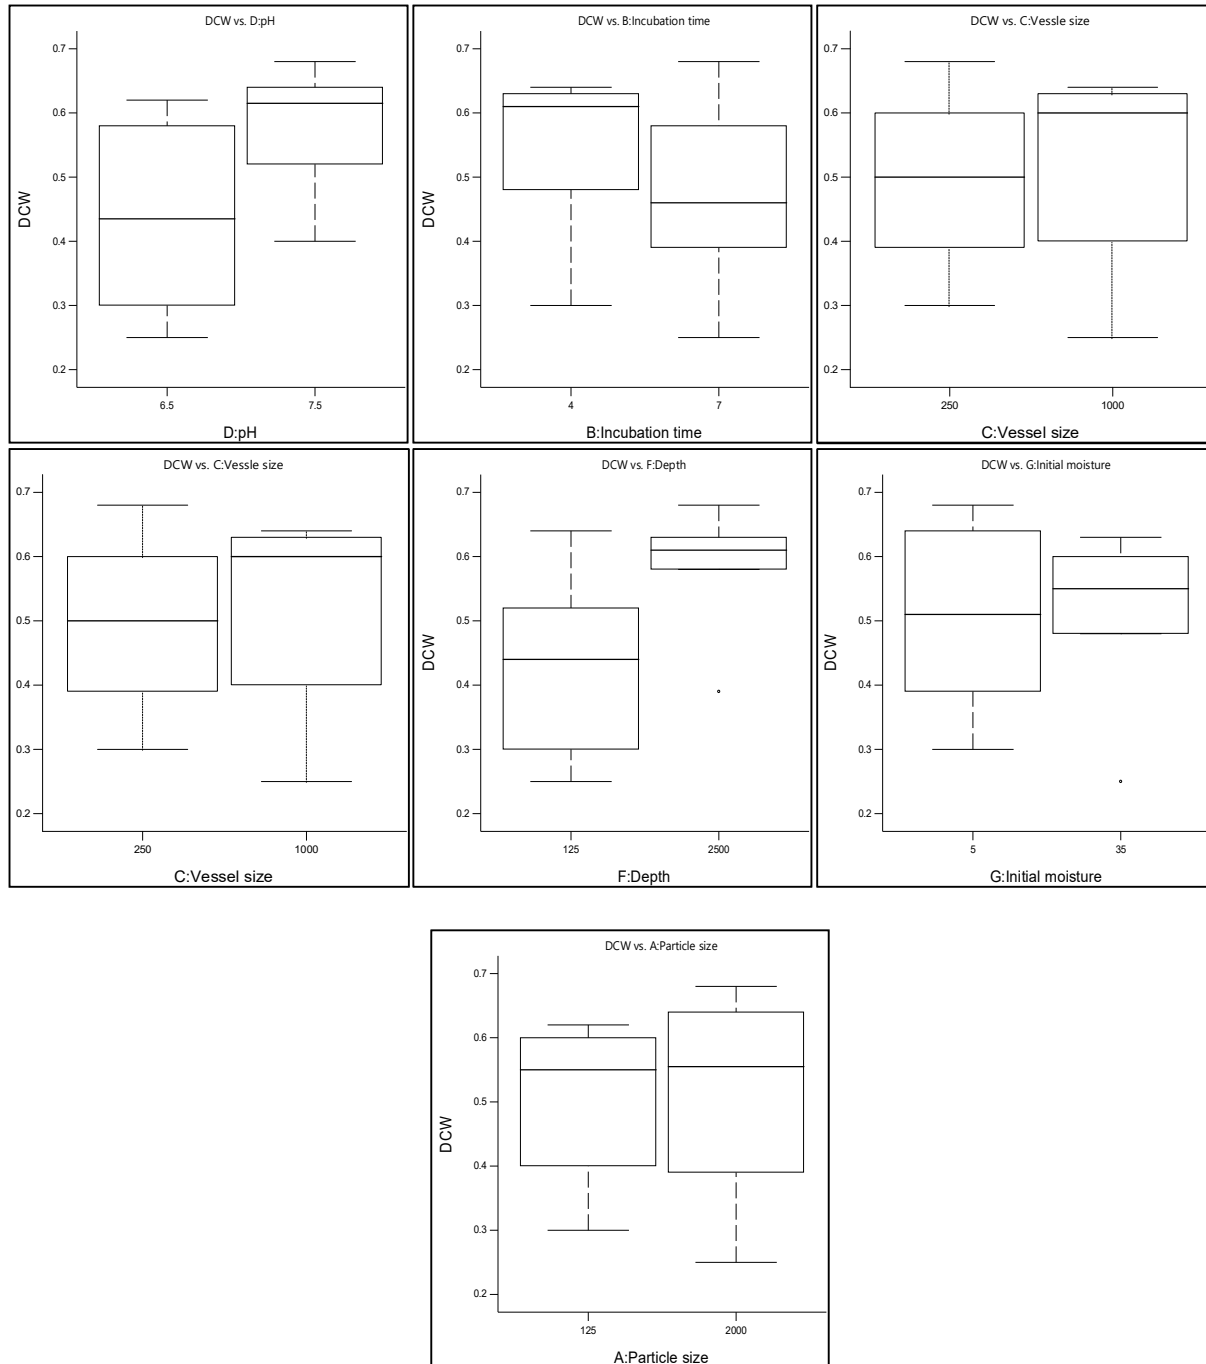 DCW vs. D:pH
0.7
0.6
0.5
0.4
0.3
0.2
DCW
6.5 7.5
D:pH
DCW vs. B:Incubation time
0.7
0.6
0.5
0.4
0.3
0.2
DCW
4 7
B:Incubation time
DCW vs. C:Vessle size
0.7
0.6
0.5
0.4
0.3
0.2
250 1000
C:Vessel size
DCW vs. C:Vessle size
0.7
0.6
0.5
0.4
0.3
0.2
250 1000
C:Vessel size
DCW vs. F:Depth
0.7
0.6
0.5
0.4
0.3
0.2
DCW
125 2500
F:Depth
DCW vs. G:Initial moisture
0.7
0.6
0.5
0.4
0.3
0.2
DCW
5 35
G:Initial moisture
DCW vs. A:Particle size
0.7
0.6
0.5
0.4
0.3
0.2
DCW
125 2000
A:Particle size